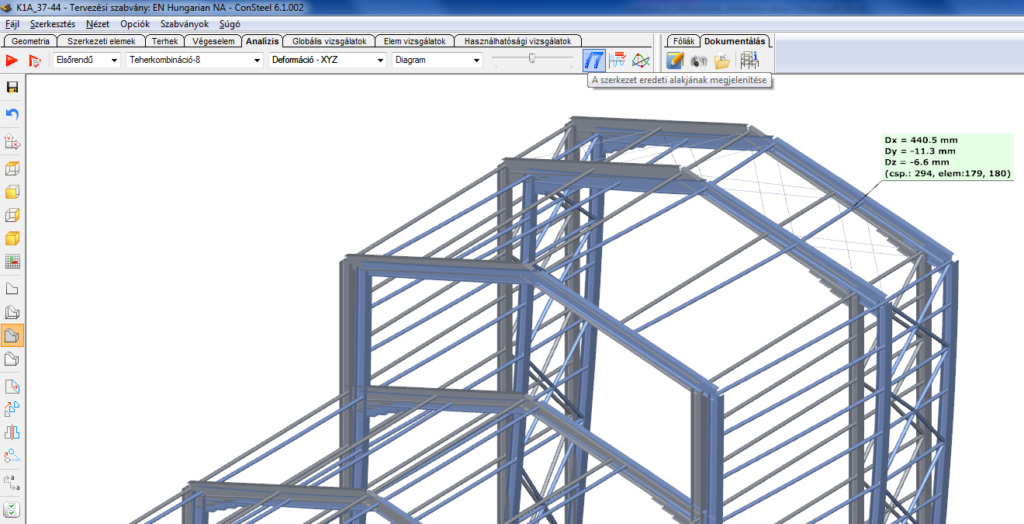 K1A_37-44 - Tervezési szabvány: EN Hungarian NA - ConSteel 6.1.002
Fájl Szerkesztés Nézet Opciók Szabványok Súgó
Geometria Szerkezeti elemek Terhek Végeselem Analízis Globális vizsgálatok Elem vizsgálatok Használhatósági vizsgálatok Fóliák Dokumentálás
Elsőrendű Teherkombináció-8 Deformáció - XYZ Diagram
A szerkezet eredeti alakjának megjelenítése
Dx = 440.5 mm
Dy = -11.3 mm
Dz = -6.6 mm
(csp.: 294, elem:179, 180)